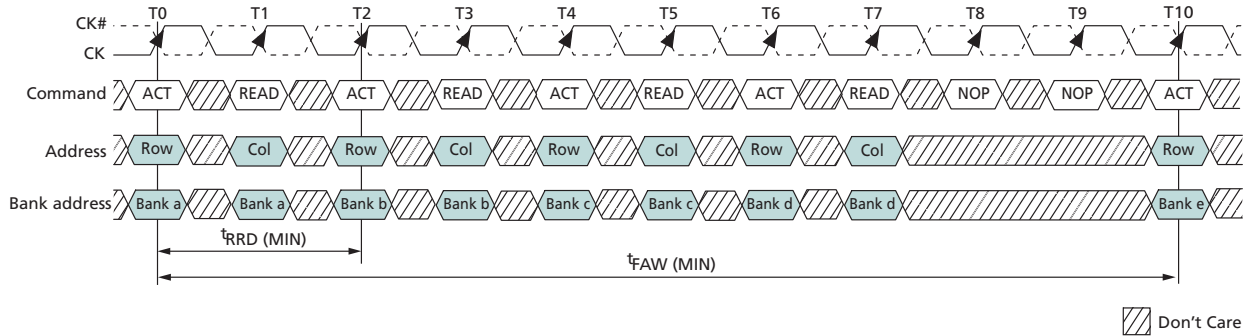 T0 T1 T2 T3 T4 T5 T6 T7 T8 T9 T10
CK#
CK
Command ACT READ ACT READ ACT READ ACT READ NOP NOP ACT
Address Row Col Row Col Row Col Row Col Row
Bank address Bank a Bank a Bank b Bank b Bank c Bank c Bank d Bank d Bank e
tRRD (MIN)
tFAW (MIN)
Don't Care